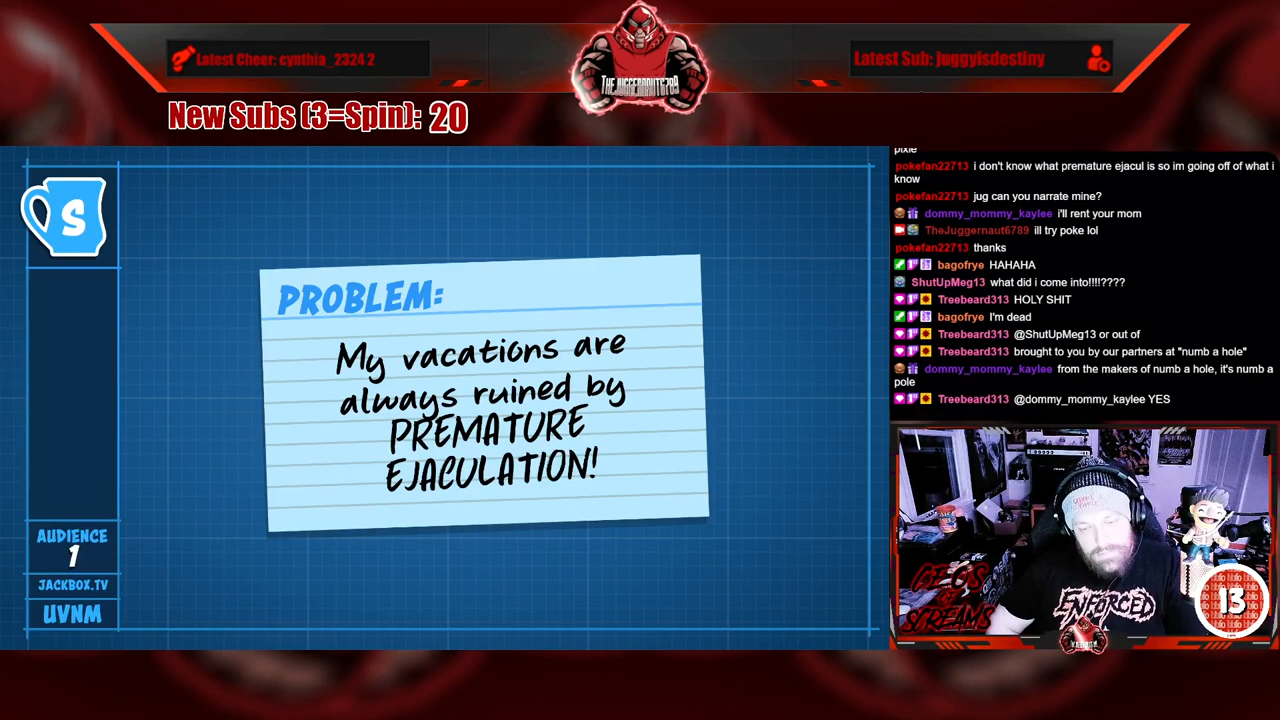 Latest Cheer: cynthia_2324 2
THEJUGGERNAUT6789
Latest Sub: juggyisdestiny
New Subs (3=Spin): 20
S
PROBLEM:
My vacations are
always ruined by
PREMATURE
EJACULATION!
AUDIENCE
1
JACKBOX.TV
UVNM
pixie
pokefan22713 i don't know what premature ejacul is so im going off of what i
know
pokefan22713 jug can you narrate mine?
dommy_mommy_kaylee i'll rent your mom
TheJuggernaut6789 ill try poke lol
pokefan22713 thanks
bagofrye HAHAHA
ShutUpMeg13 what did i come into!!!!????
Treebeard313 HOLY SHIT
bagofrye I'm dead
Treebeard313 @ShutUpMeg13 or out of
Treebeard313 brought to you by our partners at "numb a hole"
dommy_mommy_kaylee from the makers of numb a hole, it's numb a
pole
Treebeard313 @dommy_mommy_kaylee YES
ENFORCED
SCREAMS
13